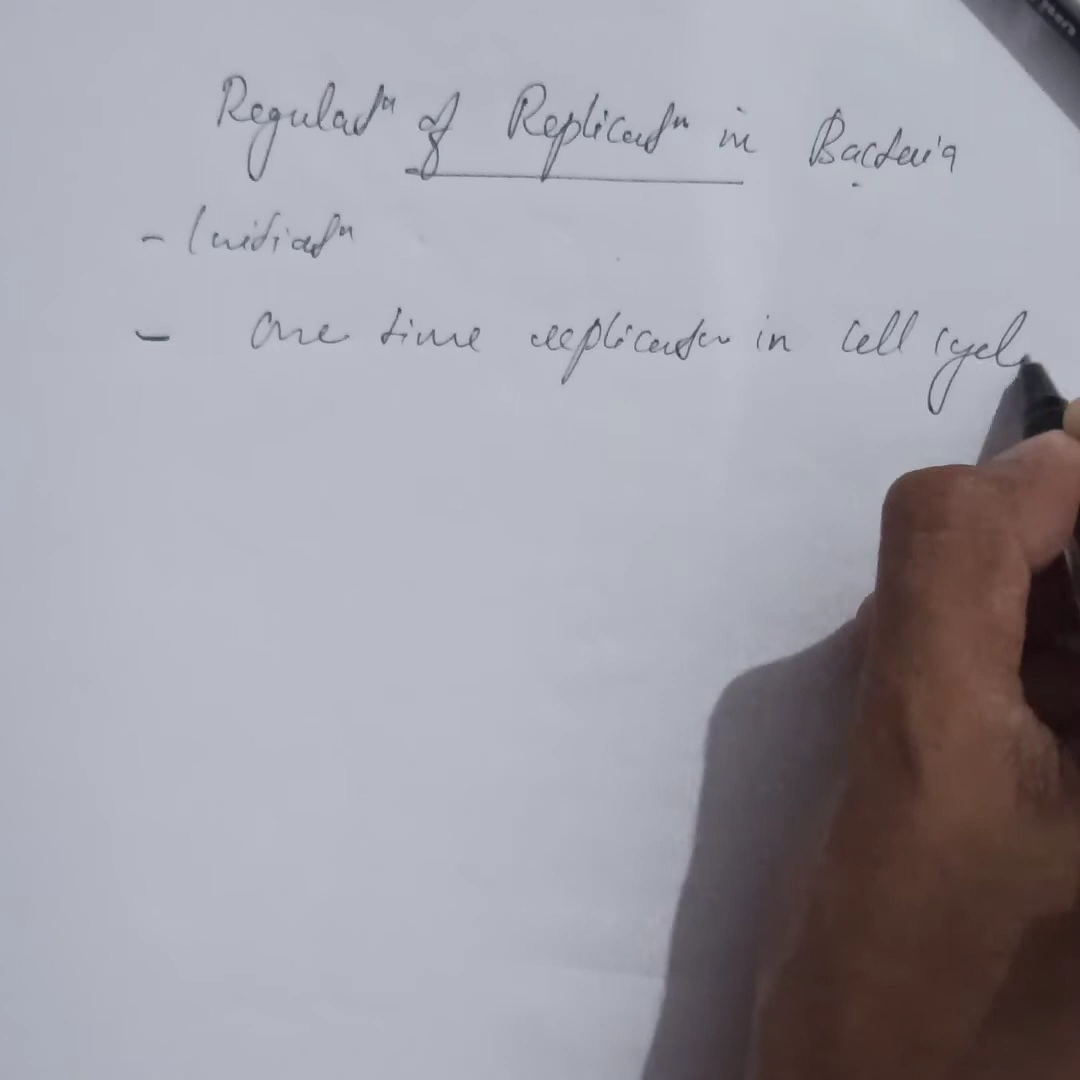 Regulatⁿ of Replicatⁿ in Bacteria
- Initiatⁿ
- One time replication in cell cycle